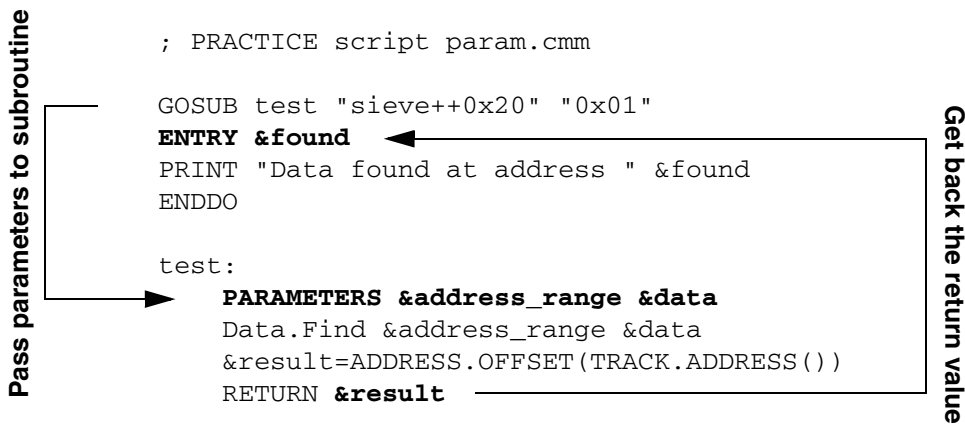 Pass parameters to subroutine
; PRACTICE script param.cmm
GOSUB test "sieve++0x20" "0x01"
ENTRY &found
PRINT "Data found at address " &found
ENDDO
test:
PARAMETERS &address_range &data
Data.Find &address_range &data
&result=ADDRESS.OFFSET(TRACK.ADDRESS())
RETURN &result
Get back the return value